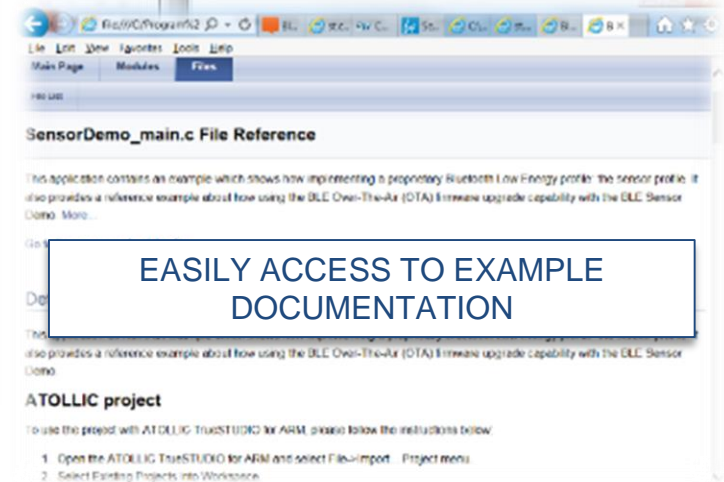 File Edit View Favorites Tools Help
Main Page Modules Files
File List
SensorDemo_main.c File Reference
This application contains an example which shows how implementing a proprietary Bluetooth Low Energy profile: the sensor profile. It
also provides a reference example about how using the BLE Over-The-Air (OTA) firmware upgrade capability with the BLE Sensor
Demo. More...
EASILY ACCESS TO EXAMPLE
DOCUMENTATION
also provides a reference example about how using the BLE Over-The-Air (OTA) firmware upgrade capability with the BLE Sensor
Demo
ATOLLIC project
To use the project with ATOLLIC TrueSTUDIO for ARM, please follow the instructions below:
1. Open the ATOLLIC TrueSTUDIO for ARM and select File->Import... Project menu.
2. Select Existing Projects into Workspace.